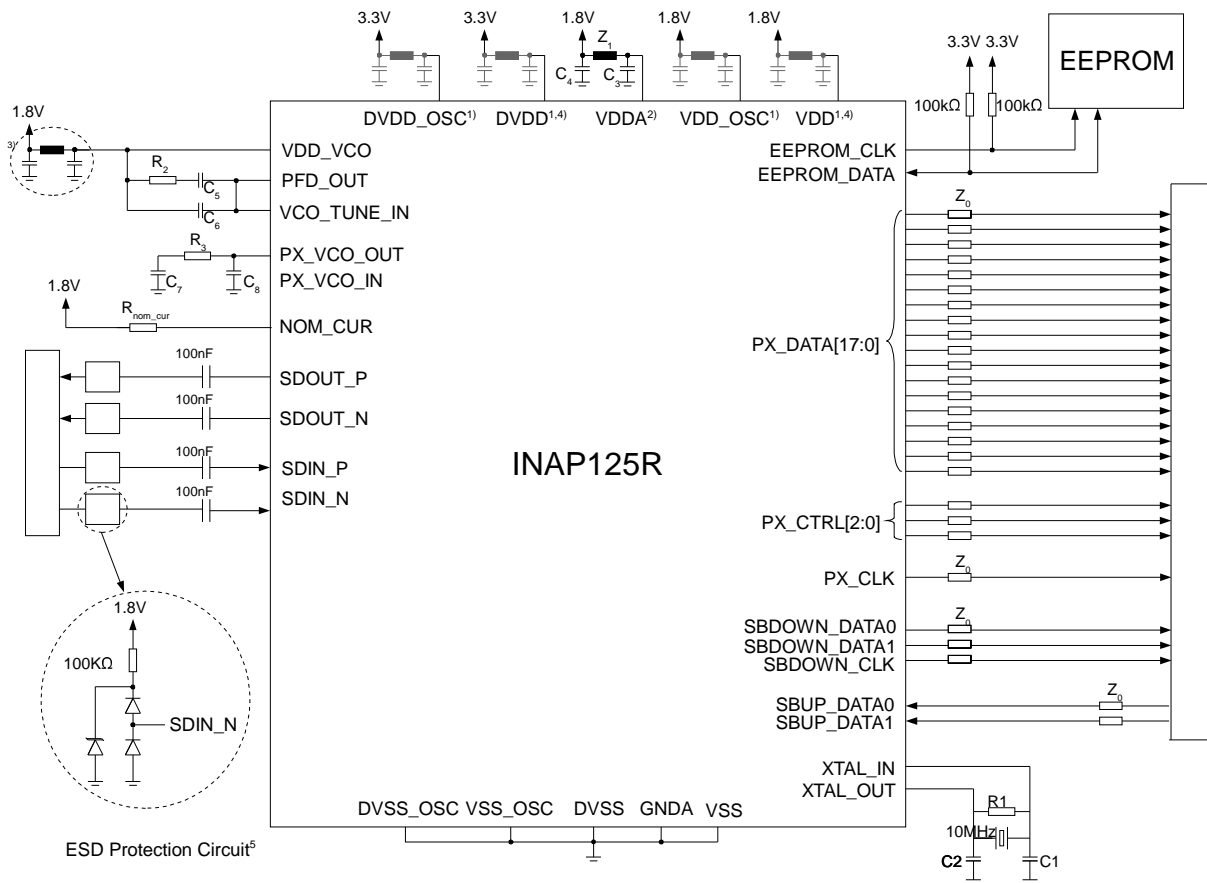 3.3V
3.3V
1.8V
1.8V
1.8V
Z1
C4
C3
3.3V 3.3V
EEPROM
100kΩ
100kΩ
DVDD_OSC1)
DVDD1,4)
VDDA2)
VDD_OSC1)
VDD1,4)
1.8V
3)
VDD_VCO
R2
C5
PFD_OUT
C6
VCO_TUNE_IN
R3
PX_VCO_OUT
C7
C8
PX_VCO_IN
1.8V
Rnom_cur
NOM_CUR
100nF
SDOUT_P
100nF
SDOUT_N
100nF
SDIN_P
100nF
SDIN_N
INAP125R
EEPROM_CLK
EEPROM_DATA
Z0
PX_DATA[17:0]
PX_CTRL[2:0]
Z0
PX_CLK
Z0
SBDOWN_DATA0
SBDOWN_DATA1
SBDOWN_CLK
Z0
SBUP_DATA0
SBUP_DATA1
XTAL_IN
XTAL_OUT
R1
10MHz
C2
C1
1.8V
100KΩ
SDIN_N
ESD Protection Circuit5
DVSS_OSC
VSS_OSC
DVSS
GNDA
VSS